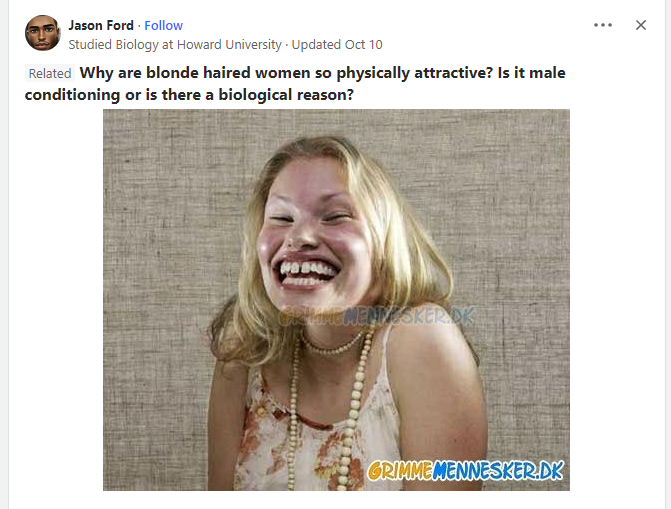 Jason Ford · Follow
Studied Biology at Howard University · Updated Oct 10
Related Why are blonde haired women so physically attractive? Is it male
conditioning or is there a biological reason?
GRIMMEMENNESKER.DK
GRIMMEMENNESKER.DK